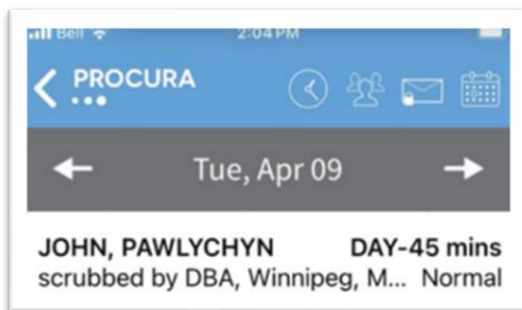 Bell 2:04 PM
PROCURA
Tue, Apr 09
JOHN, PAWLYCHYN DAY-45 mins
scrubbed by DBA, Winnipeg, M... Normal